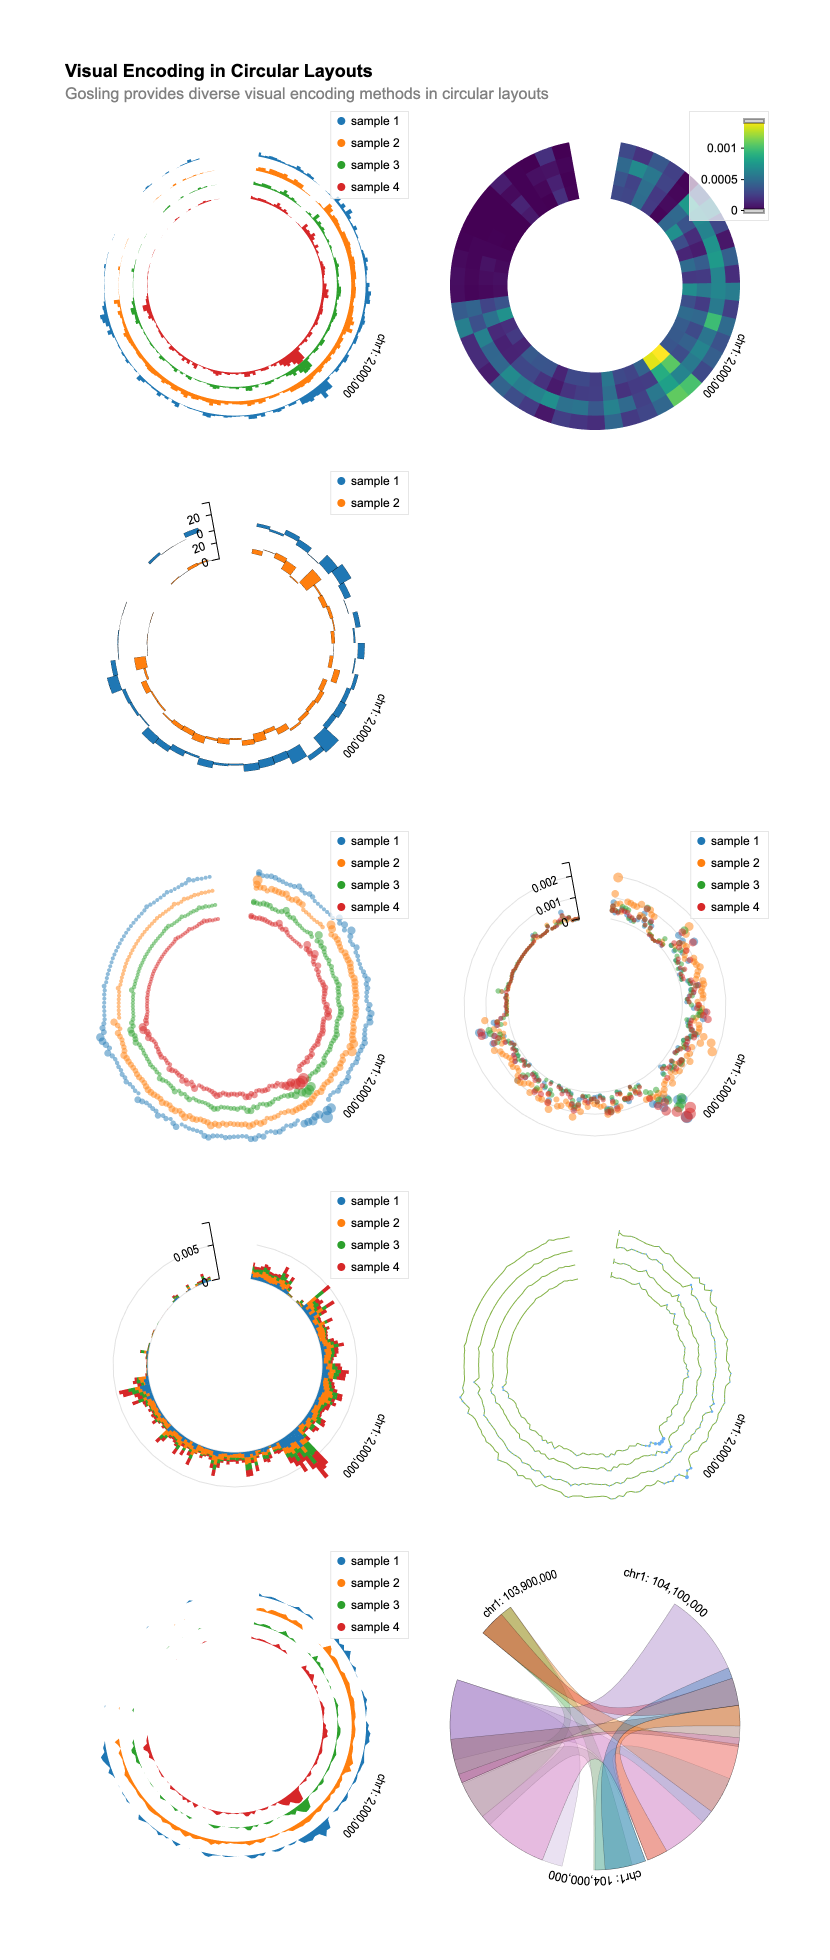 Visual Encoding in Circular Layouts
Gosling provides diverse visual encoding methods in circular layouts
sample 1
sample 2
sample 3
sample 4
chr1: 2,000,000
0.001
0.0005
0
chr1: 2,000,000
sample 1
sample 2
20
0
20
0
chr1: 2,000,000
sample 1
sample 2
sample 3
sample 4
chr1: 2,000,000
sample 1
sample 2
sample 3
sample 4
0.002
0.001
0
chr1: 2,000,000
sample 1
sample 2
sample 3
sample 4
0.005
0
chr1: 2,000,000
chr1: 2,000,000
sample 1
sample 2
sample 3
sample 4
chr1: 2,000,000
chr1: 103,900,000
chr1: 104,100,000
chr1: 104,000,000